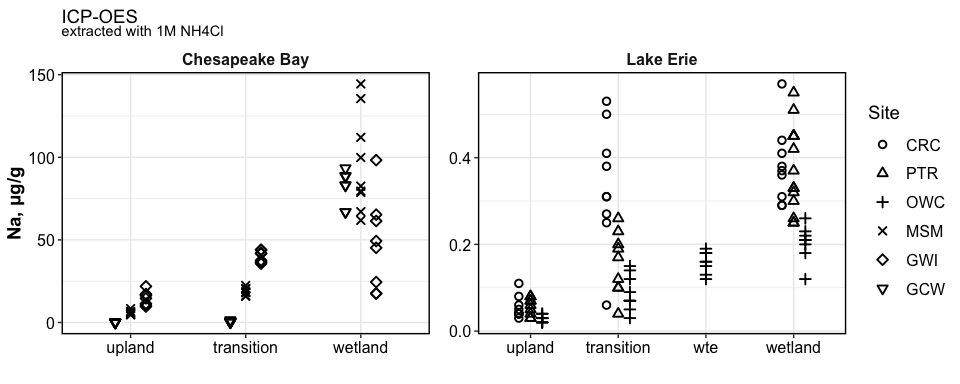 ICP-OES
extracted with 1M NH4Cl
Chesapeake Bay
Lake Erie
Na, µg/g
150
100
50
0
0.4
0.2
0.0
upland
transition
wetland
upland
transition
wte
wetland
Site
CRC
PTR
OWC
MSM
GWI
GCW